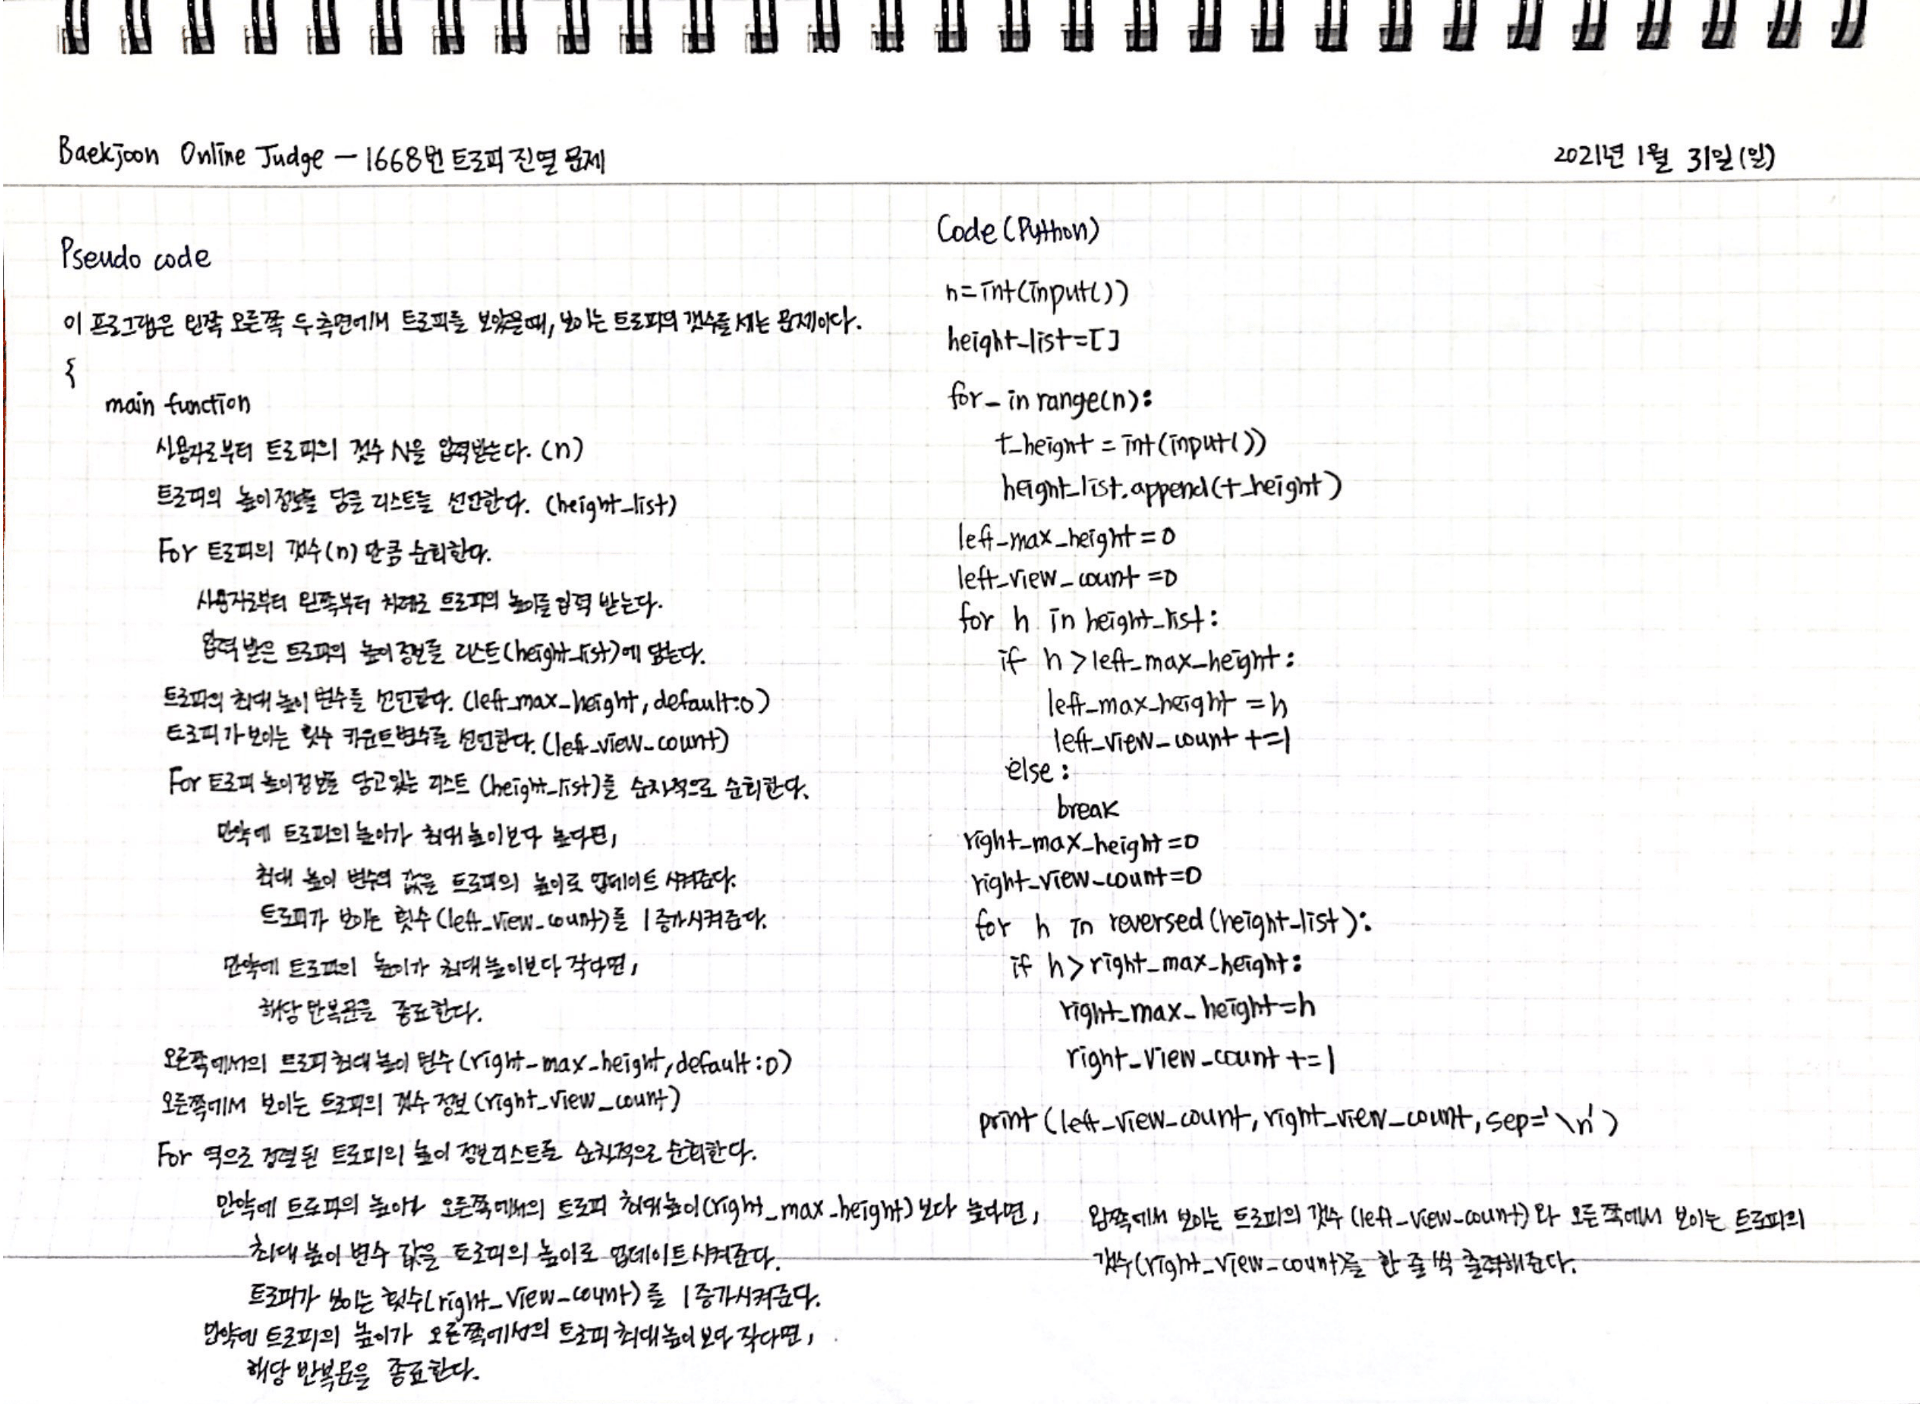 Baekjoon Online Judge - 1668번 트로피 진열 문제
2021년 1월 31일(일)
Pseudo code
이 프로그램은 왼쪽 오른쪽 두 측면에서 트로피를 보았을때, 보이는 트로피의 갯수를 세는 문제이다.
{
main function
사용자로부터 트로피의 갯수 N을 입력받는다. (n)
트로피의 높이정보를 담을 리스트를 선언한다. (height_list)
For 트로피의 갯수(n) 만큼 순회한다.
사용자로부터 왼쪽부터 차례로 트로피의 높이를 입력 받는다.
입력 받은 트로피의 높이정보를 리스트(height_list)에 담는다.
트로피의 최대 높이 변수를 선언한다. (left_max_height, default:0)
트로피가 보이는 횟수 카운트변수를 선언한다. (left_view_count)
For 트로피 높이정보를 담고있는 리스트 (height_list)를 순차적으로 순회한다.
만약에 트로피의 높이가 최대 높이보다 높다면,
최대 높이 변수의 값을 트로피의 높이로 업데이트 시켜준다.
트로피가 보이는 횟수(left_view_count)를 1증가시켜준다.
만약에 트로피의 높이가 최대높이보다 작다면,
해당 반복문을 종료한다.
오른쪽에서의 트로피 최대 높이 변수(right_max_height, default:0)
오른쪽에서 보이는 트로피의 갯수 정보(right_view_count)
For 역으로 정렬된 트로피의 높이 정보리스트를 순차적으로 순회한다.
만약에 트로피의 높이가 오른쪽에서의 트로피 최대높이(right_max_height)보다 높다면,
최대 높이 변수 값을 트로피의 높이로 업데이트시켜준다.
트로피가 보이는 횟수(right_view_count)를 1증가시켜준다.
만약에 트로피의 높이가 오른쪽에서의 트로피 최대높이보다 작다면,
해당 반복문을 종료한다.
Code (Python)
n=int(input())
height_list=[]
for _ in range(n):
t_height = int(input())
height_list.append(t_height)
left_max_height=0
left_view_count=0
for h in height_list:
if h>left_max_height:
left_max_height=h
left_view_count +=1
else:
break
right_max_height=0
right_view_count=0
for h in reversed(height_list):
if h>right_max_height:
right_max_height=h
right_view_count +=1
print(left_view_count, right_view_count, sep='\n')
왼쪽에서 보이는 트로피의 갯수 (left_view_count)와 오른쪽에서 보이는 트로피의
갯수(right_view_count)를 한 줄 씩 출력해준다.